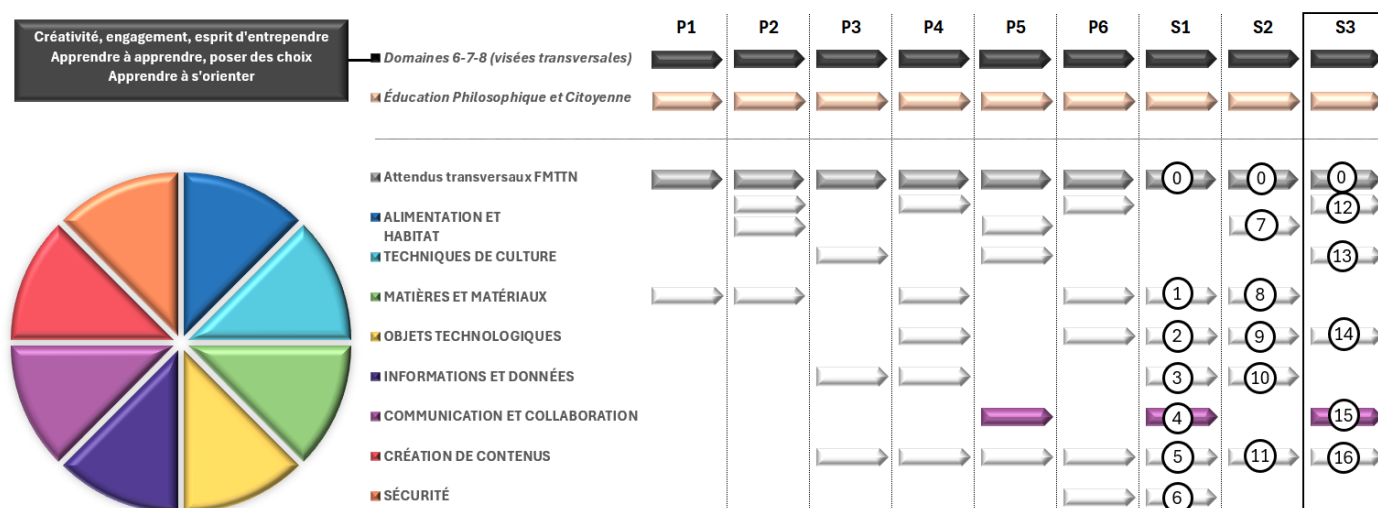 P1 P2 P3 P4 P5 P6 S1 S2 S3
Créativité, engagement, esprit d'entrependre
Apprendre à apprendre, poser des choix
Apprendre à s'orienter
Domaines 6-7-8 (visées transversales)
Éducation Philosophique et Citoyenne
Attendus transversaux FMTTN 0 0 0
12
ALIMENTATION ET
HABITAT
7
TECHNIQUES DE CULTURE 13
MATIÈRES ET MATÉRIAUX 1 8
OBJETS TECHNOLOGIQUES 2 9 14
INFORMATIONS ET DONNÉES 3 10
COMMUNICATION ET COLLABORATION 4 15
CRÉATION DE CONTENUS 5 11 16
SÉCURITÉ 6